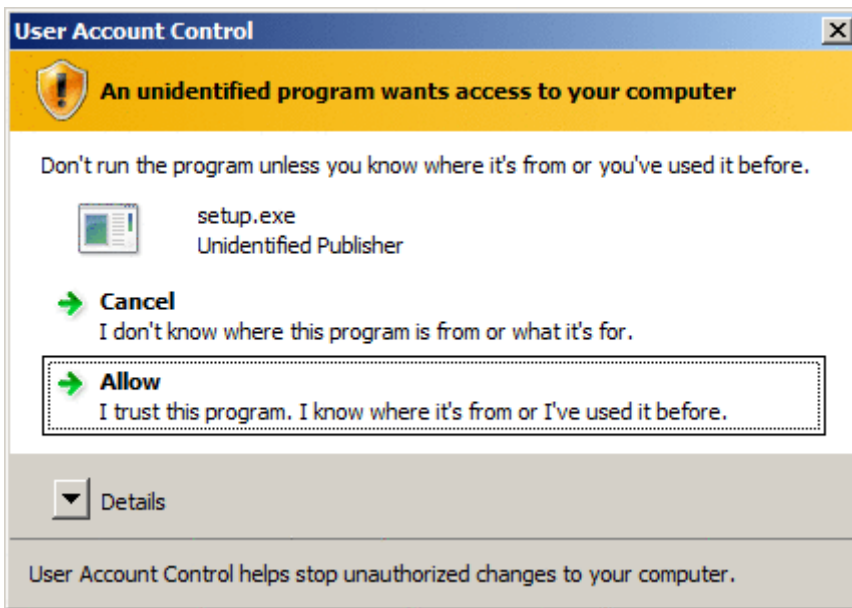 User Account Control
An unidentified program wants access to your computer
Don't run the program unless you know where it's from or you've used it before.
setup.exe
Unidentified Publisher
Cancel
I don't know where this program is from or what it's for.
Allow
I trust this program. I know where it's from or I've used it before.
Details
User Account Control helps stop unauthorized changes to your computer.